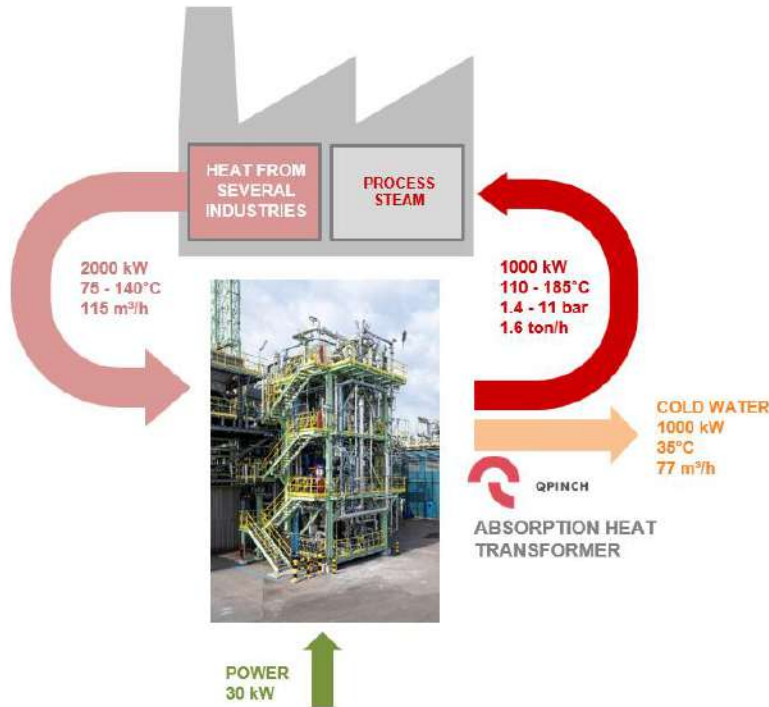 HEAT FROM
SEVERAL
INDUSTRIES
PROCESS
STEAM
2000 kW
75 - 140°C
115 m³/h
1000 kW
110 - 185°C
1.4 - 11 bar
1.6 ton/h
COLD WATER
1000 kW
35°C
77 m³/h
QPINCH
ABSORPTION HEAT
TRANSFORMER
POWER
30 kW